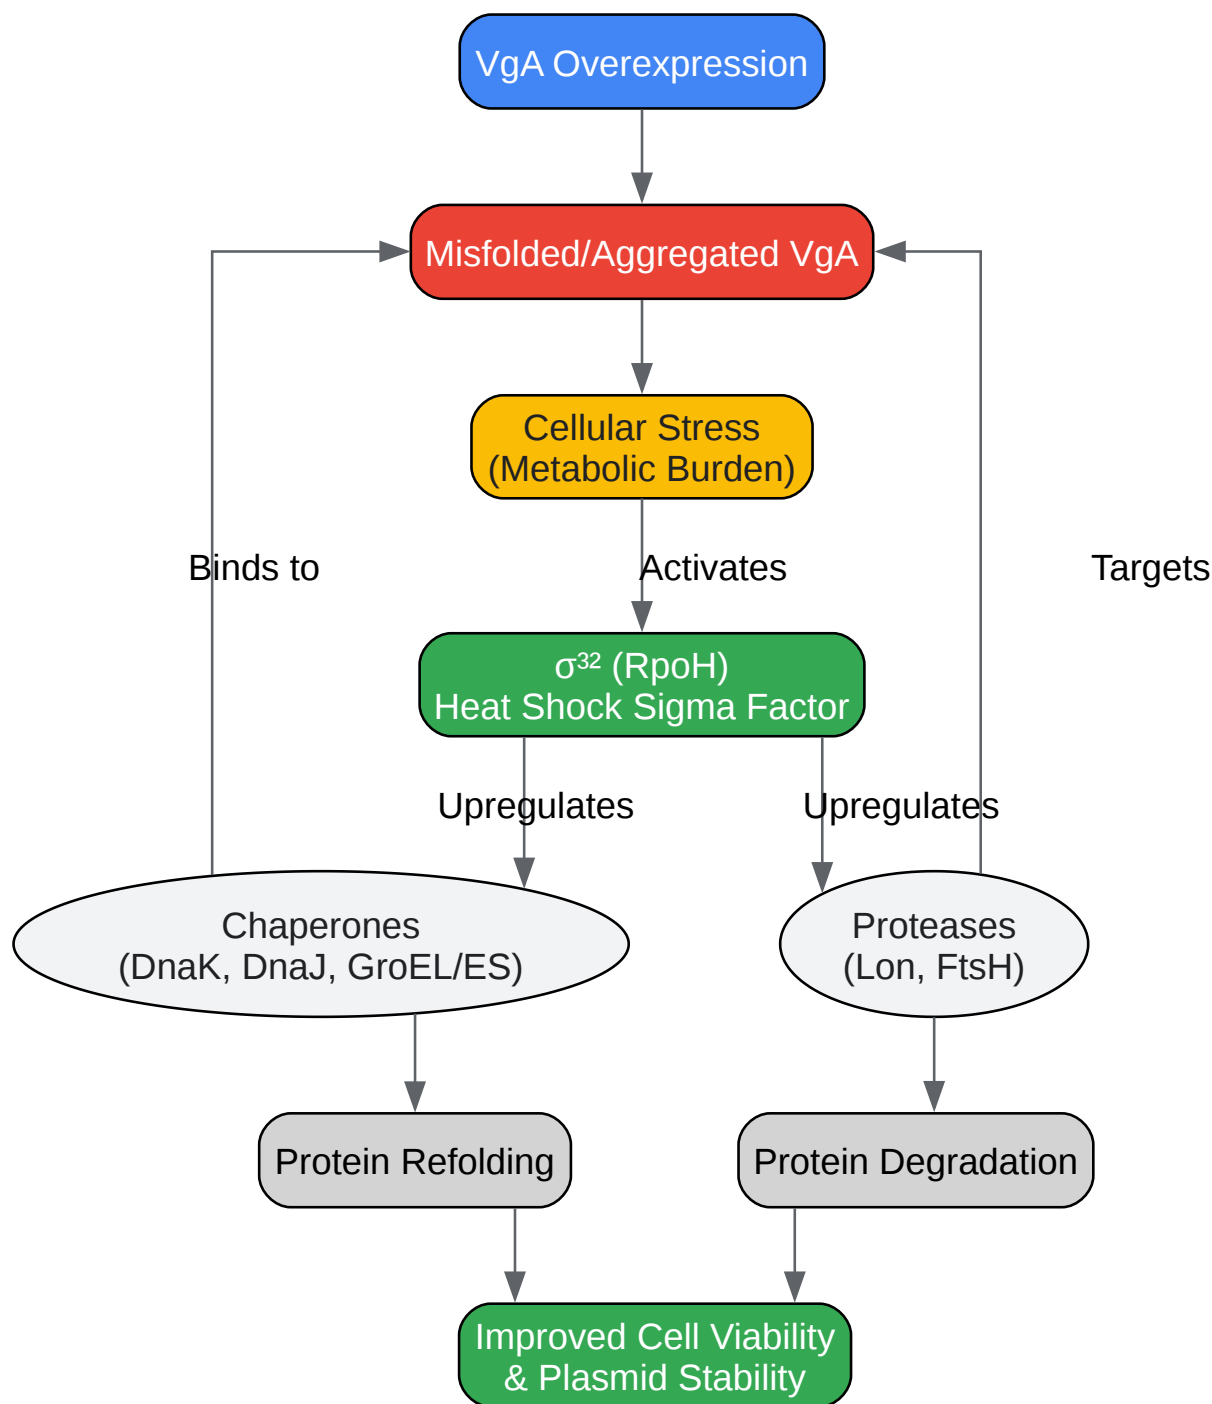 VgA Overexpression
Misfolded/Aggregated VgA
Cellular Stress
(Metabolic Burden)
Binds to
Activates
Targets
σ³² (RpoH)
Heat Shock Sigma Factor
Upregulates
Upregulates
Chaperones
(DnaK, DnaJ, GroEL/ES)
Proteases
(Lon, FtsH)
Protein Refolding
Protein Degradation
Improved Cell Viability
& Plasmid Stability